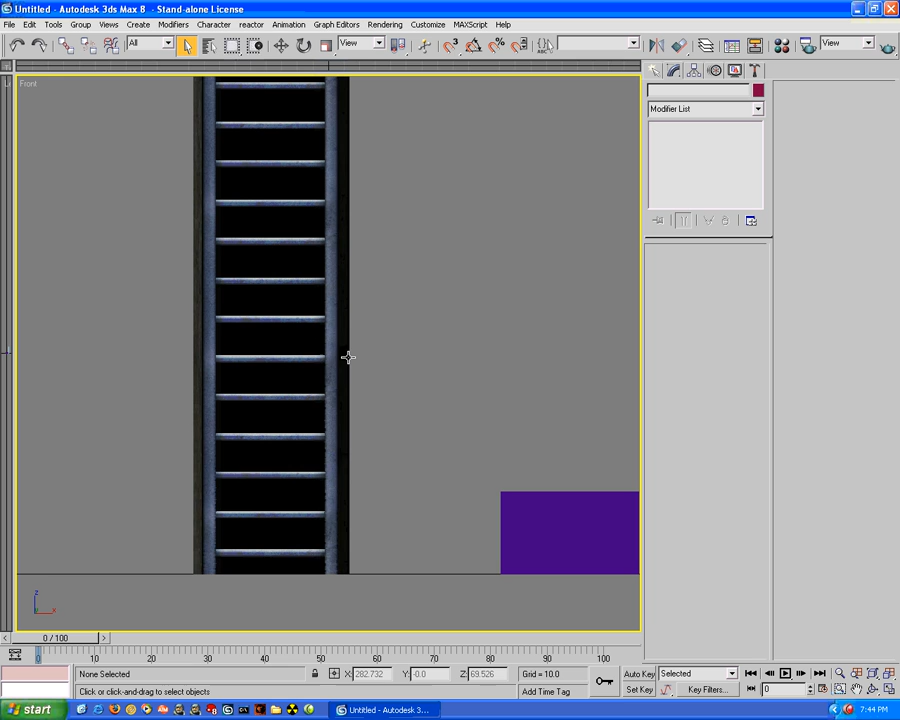 Untitled - Autodesk 3ds Max 8 - Stand-alone License
File Edit Tools Group Views Create Modifiers Character reactor Animation Graph Editors Rendering Customize MAXScript Help
All View View
Front
Modifier List
0 / 100
0 10 20 30 40 50 60 70 80 90 100
None Selected X: 282.732 Y: -0.0 Z: 69.526 Grid = 10.0 Auto Key Selected
Click or click-and-drag to select objects Add Time Tag Set Key Key Filters... 0
start Untitled - Autodesk 3... 7:44 PM